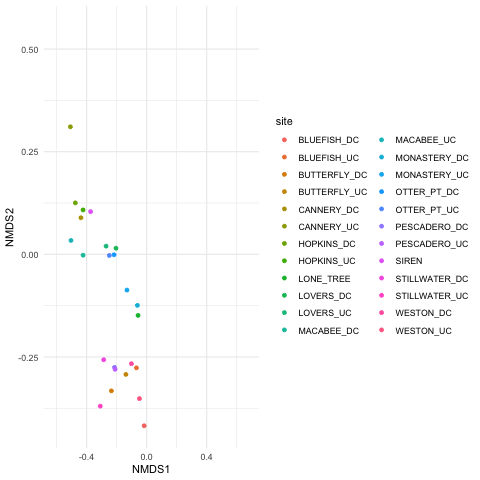 0.50
0.25
0.00
-0.25
NMDS2
-0.4
0.0
0.4
NMDS1
site
BLUEFISH_DC
BLUEFISH_UC
BUTTERFLY_DC
BUTTERFLY_UC
CANNERY_DC
CANNERY_UC
HOPKINS_DC
HOPKINS_UC
LONE_TREE
LOVERS_DC
LOVERS_UC
MACABEE_DC
MACABEE_UC
MONASTERY_DC
MONASTERY_UC
OTTER_PT_DC
OTTER_PT_UC
PESCADERO_DC
PESCADERO_UC
SIREN
STILLWATER_DC
STILLWATER_UC
WESTON_DC
WESTON_UC